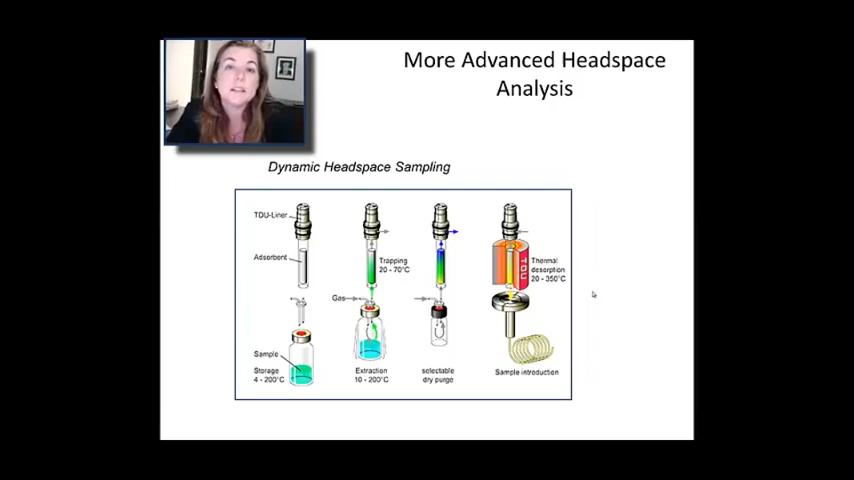 More Advanced Headspace
Analysis
Dynamic Headspace Sampling
TDU-Liner
Adsorbent
Trapping
20 - 70°C
Thermal
desorption
20 - 350°C
TDU
Gas
Sample
Storage
4 - 200°C
Extraction
10 - 200°C
selectable
dry purge
Sample introduction